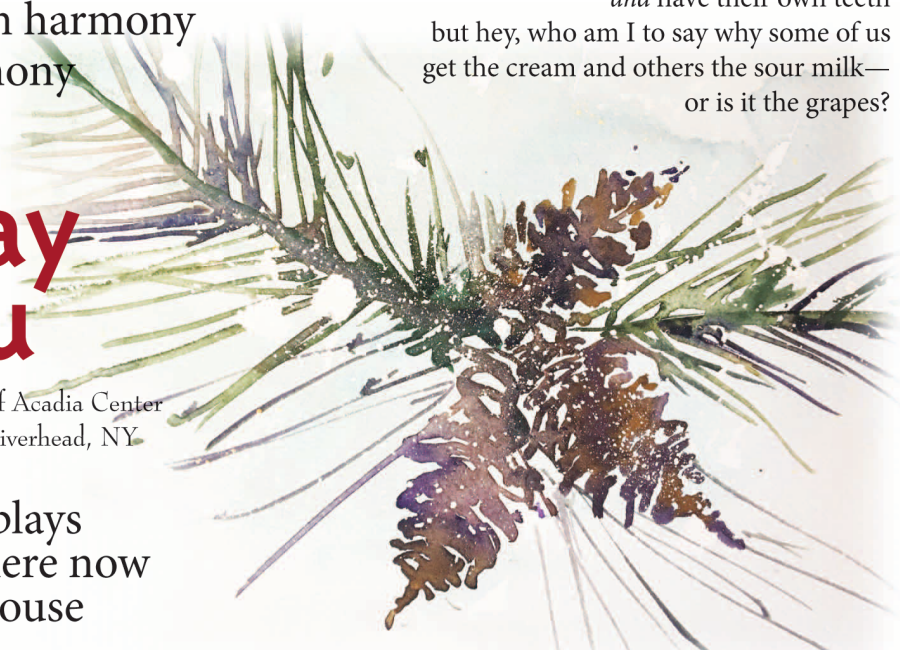 n harmony
nony
ay
u
f Acadia Center
iverhead, NY
plays
ere now
ouse
and have their own teeth
but hey, who am I to say why some of us
get the cream and others the sour milk—
or is it the grapes?